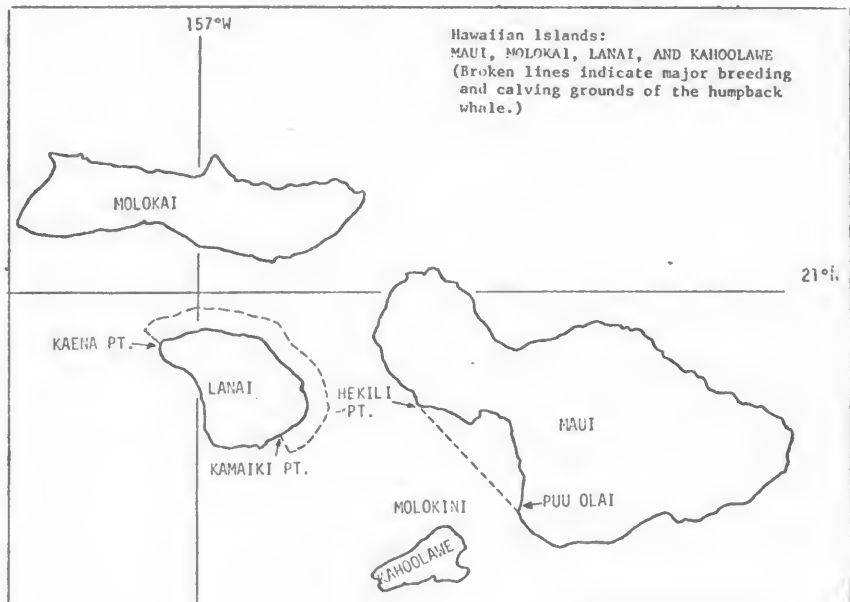 157°W
Hawaiian Islands:
MAUI, MOLOKAI, LANAI, AND KAHOOLAWE
(Broken lines indicate major breeding
and calving grounds of the humpback
whale.)
MOLOKAI
21°N
KAENA PT.
LANAI
HEKILI
PT.
MAUI
KAMAIKI PT.
MOLOKINI
PUU OLAI
KAHOOLAWE